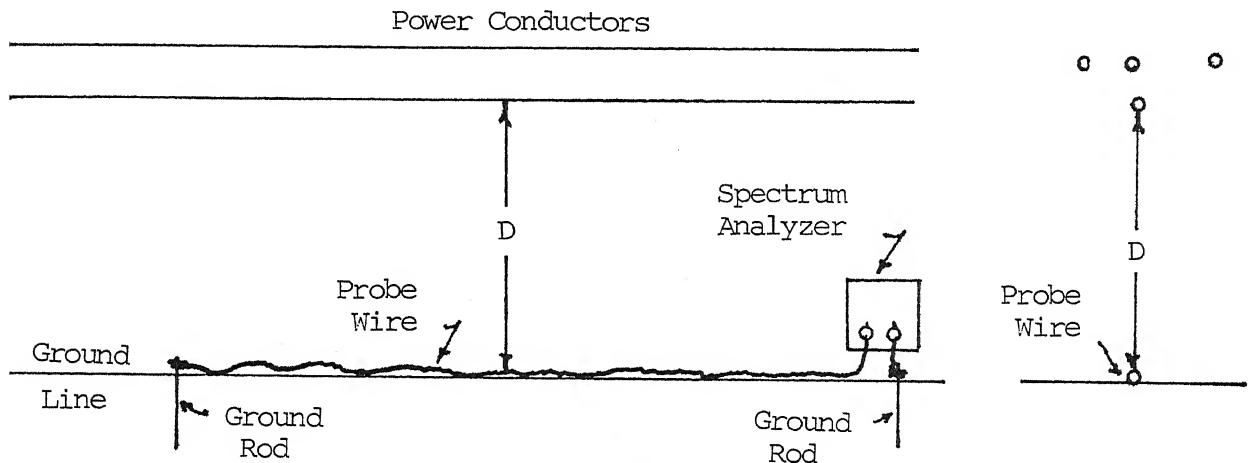 Power Conductors
Spectrum
Analyzer
D
D
Probe
Wire
Probe
Wire
Ground
Line
Ground
Rod
Ground
Rod